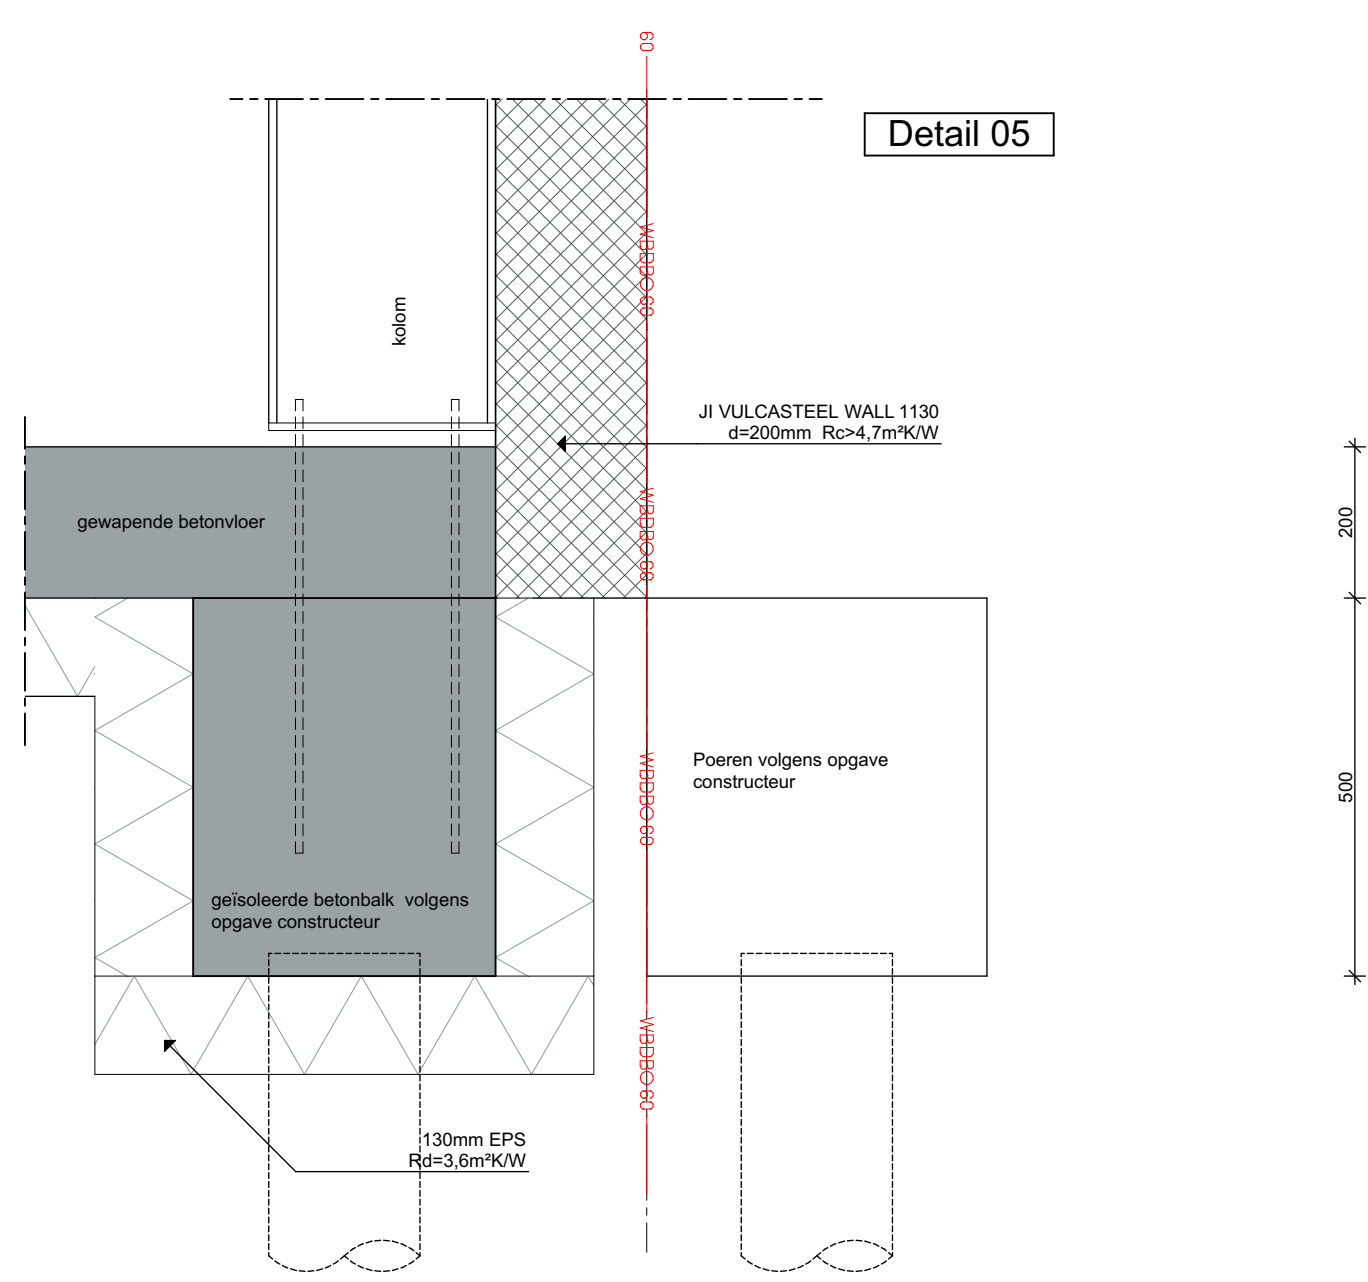 60
Detail 05
WBDBO 60
kolom
JI VULCASTEEL WALL 1130
d=200mm Rc>4,7m²K/W
gewapende betonvloer
WBDBO 60
200
Poeren volgens opgave
constructeur
WBDBO 60
500
geïsoleerde betonbalk volgens
opgave constructeur
WBDBO 60
130mm EPS
Rd=3,6m²K/W